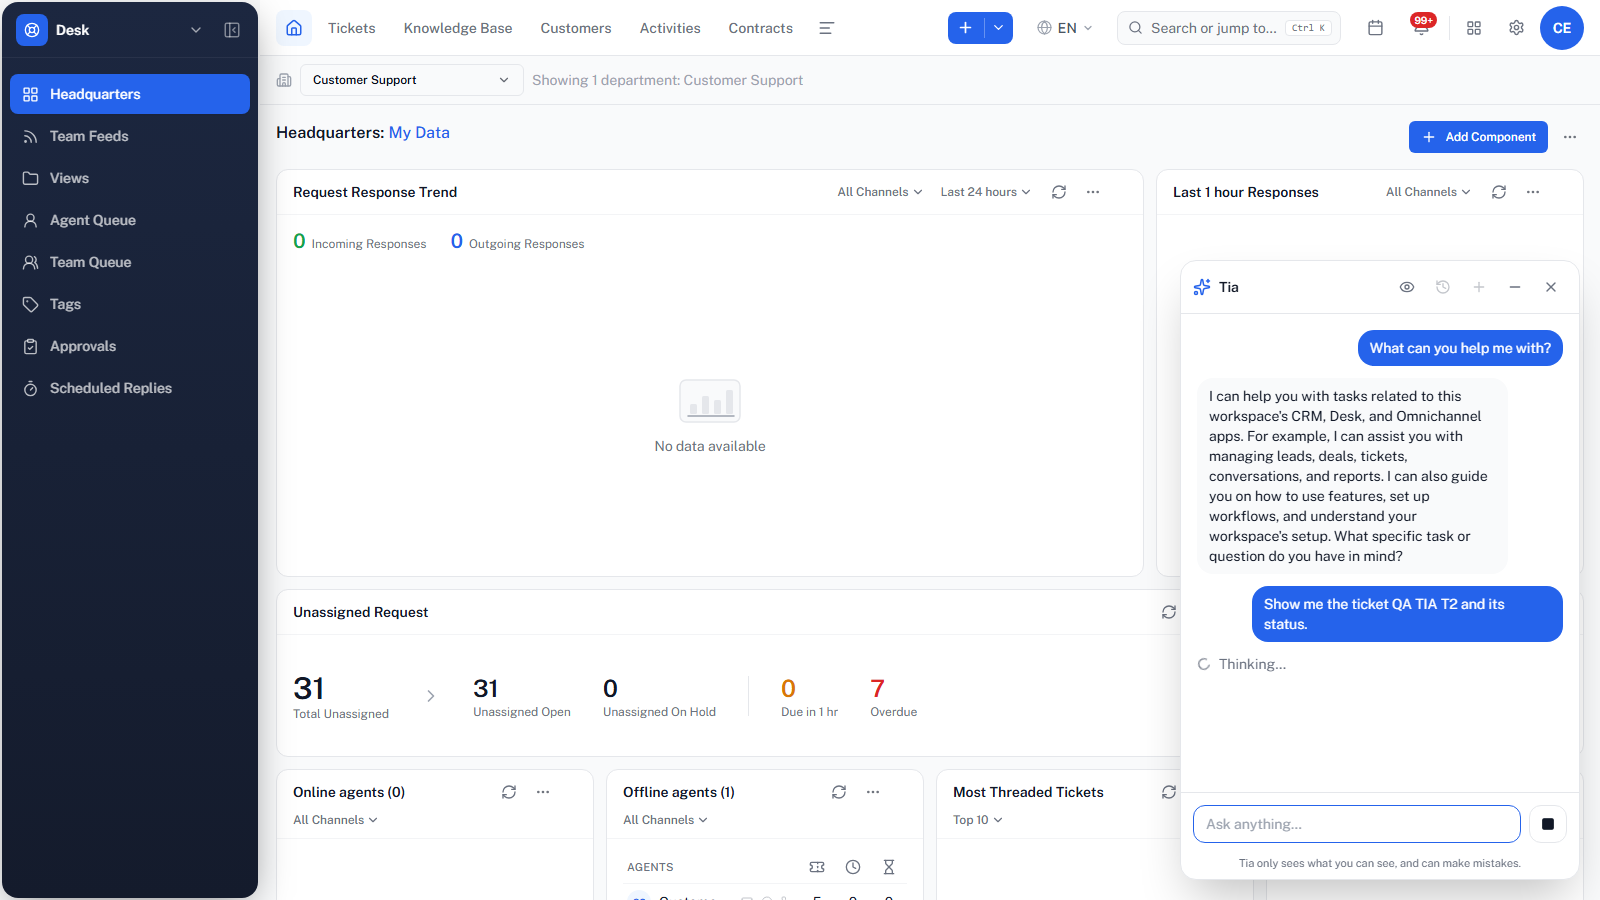 Desk
Headquarters
Team Feeds
Views
Agent Queue
Team Queue
Tags
Approvals
Scheduled Replies
Tickets
Knowledge Base
Customers
Activities
Contracts
EN
Search or jump to...
Ctrl K
99+
CE
Customer Support
Showing 1 department: Customer Support
Headquarters: My Data
Add Component
Request Response Trend
All Channels
Last 24 hours
0 Incoming Responses
0 Outgoing Responses
No data available
Last 1 hour Responses
All Channels
Unassigned Request
31
Total Unassigned
31
Unassigned Open
0
Unassigned On Hold
0
Due in 1 hr
7
Overdue
Online agents (0)
All Channels
Offline agents (1)
All Channels
AGENTS
Most Threaded Tickets
Top 10
Tia
What can you help me with?
I can help you with tasks related to this
workspace's CRM, Desk, and Omnichannel
apps. For example, I can assist you with
managing leads, deals, tickets,
conversations, and reports. I can also guide
you on how to use features, set up
workflows, and understand your
workspace's setup. What specific task or
question do you have in mind?
Show me the ticket QA TIA T2 and its
status.
Thinking...
Ask anything...
Tia only sees what you can see, and can make mistakes.